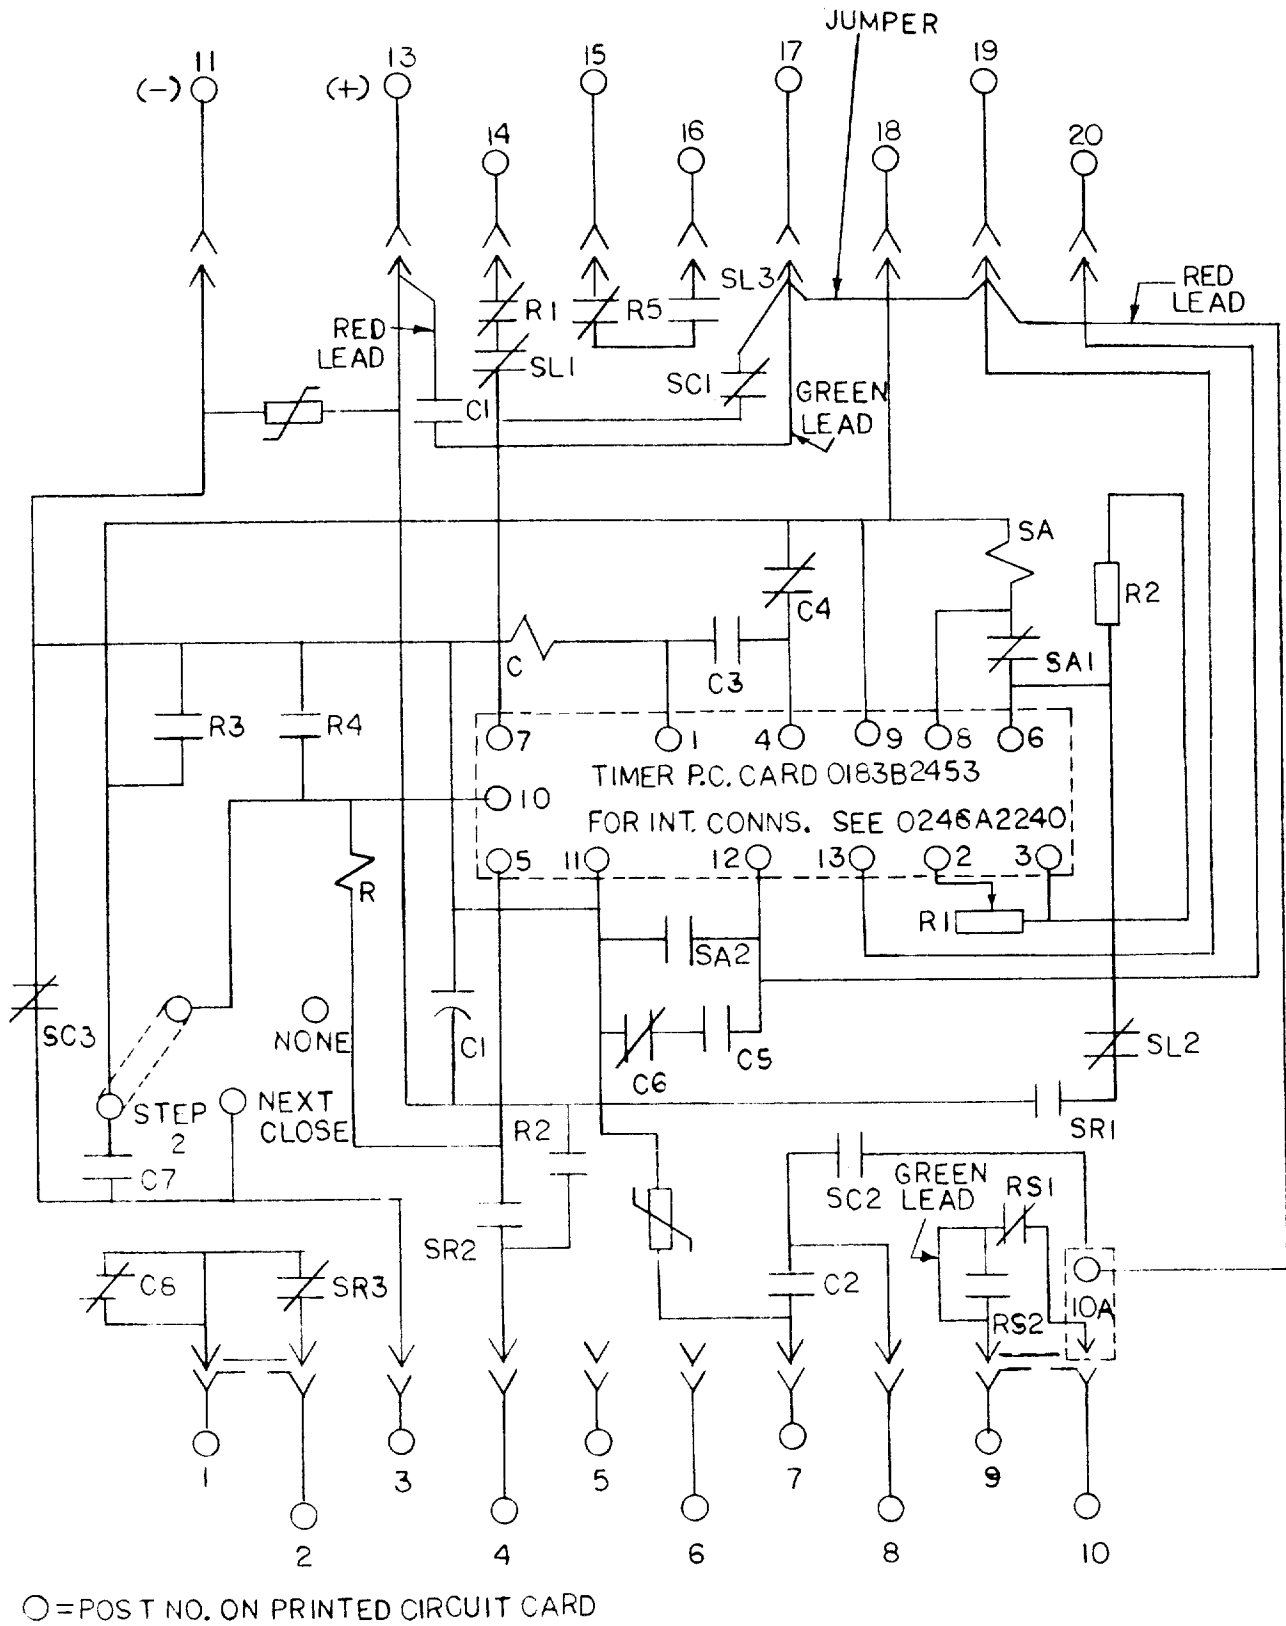 JUMPER
11
13
15
17
19
(-)
(+)
14
16
18
20
SL3
RED
LEAD
R1
R5
RED
LEAD
SL1
SC1
GREEN
LEAD
C1
SA
R2
C4
C
C3
SA1
R3
R4
7
1
4
9
8
6
TIMER P.C. CARD 0183B2453
10
FOR INT. CONNS. SEE 0246A2240
5
11
12
13
2
3
R
R1
SA2
SC3
NONE
C1
C5
C6
SL2
STEP
2
NEXT
CLOSE
R2
SR1
C7
SC2
GREEN
LEAD
RS1
SR2
C8
SR3
C2
10A
RS2
1
3
5
7
9
2
4
6
8
10
=POST NO. ON PRINTED CIRCUIT CARD